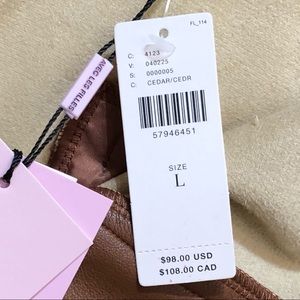 FL_114
C: 4123
V: 040225
S: 0000005
C: CEDAR/CEDR
57946451
SIZE
L
$98.00 USD
$108.00 CAD
AVEC LES FILLES